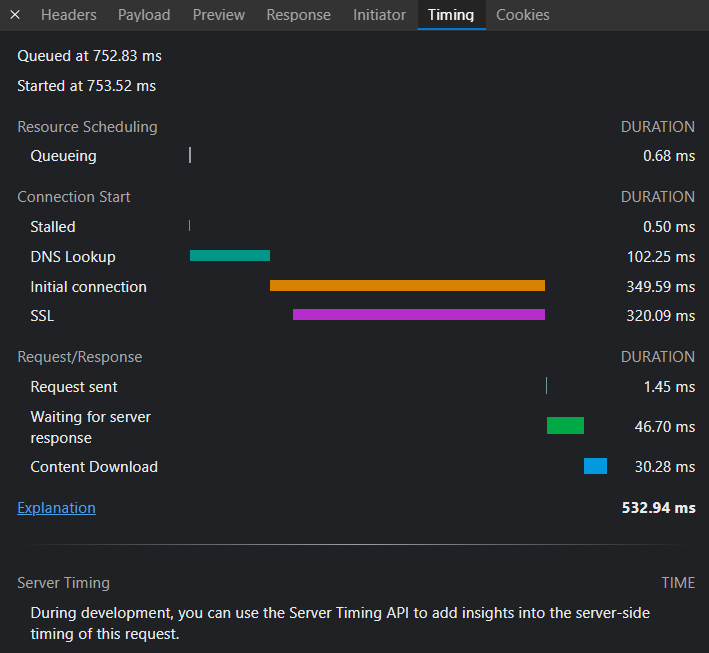 Headers Payload Preview Response Initiator Timing Cookies
Queued at 752.83 ms
Started at 753.52 ms
Resource Scheduling DURATION
Queueing 0.68 ms
Connection Start DURATION
Stalled 0.50 ms
DNS Lookup 102.25 ms
Initial connection 349.59 ms
SSL 320.09 ms
Request/Response DURATION
Request sent 1.45 ms
Waiting for server
response 46.70 ms
Content Download 30.28 ms
Explanation 532.94 ms
Server Timing TIME
During development, you can use the Server Timing API to add insights into the server-side
timing of this request.